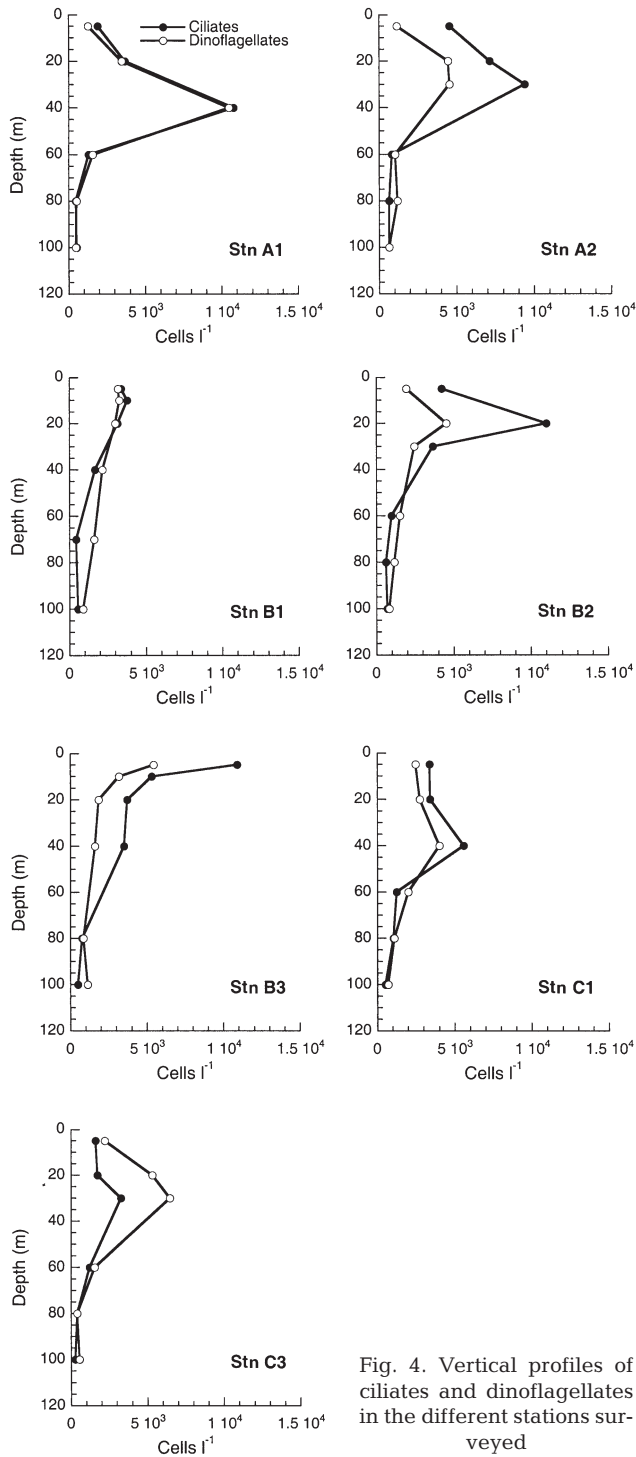 0
20
40
60
80
100
120
Depth (m)
Ciliates
Dinoflagellates
Stn A1
0 5 10³ 1 10⁴ 1.5 10⁴
Cells l⁻¹
0
20
40
60
80
100
120
Stn A2
0 5 10³ 1 10⁴ 1.5 10⁴
Cells l⁻¹
0
20
40
60
80
100
120
Depth (m)
Stn B1
0 5 10³ 1 10⁴ 1.5 10⁴
Cells l⁻¹
0
20
40
60
80
100
120
Stn B2
0 5 10³ 1 10⁴ 1.5 10⁴
Cells l⁻¹
0
20
40
60
80
100
120
Depth (m)
Stn B3
0 5 10³ 1 10⁴ 1.5 10⁴
Cells l⁻¹
0
20
40
60
80
100
120
Stn C1
0 5 10³ 1 10⁴ 1.5 10⁴
Cells l⁻¹
0
20
40
60
80
100
120
Depth (m)
Stn C3
0 5 10³ 1 10⁴ 1.5 10⁴
Cells l⁻¹
Fig. 4. Vertical profiles of
ciliates and dinoflagellates
in the different stations sur-
veyed